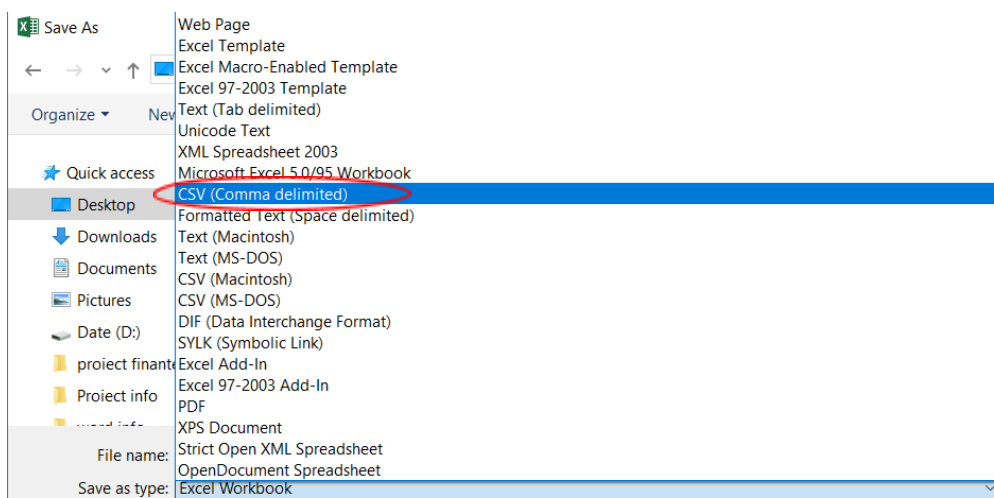 Save As
Organize
New
Quick access
Desktop
Downloads
Documents
Pictures
Date (D:)
proiect finante
Proiect info
Web Page
Excel Template
Excel Macro-Enabled Template
Excel 97-2003 Template
Text (Tab delimited)
Unicode Text
XML Spreadsheet 2003
Microsoft Excel 5.0/95 Workbook
CSV (Comma delimited)
Formatted Text (Space delimited)
Text (Macintosh)
Text (MS-DOS)
CSV (Macintosh)
CSV (MS-DOS)
DIF (Data Interchange Format)
SYLK (Symbolic Link)
Excel Add-In
Excel 97-2003 Add-In
PDF
XPS Document
Strict Open XML Spreadsheet
OpenDocument Spreadsheet
File name:
Save as type: Excel Workbook